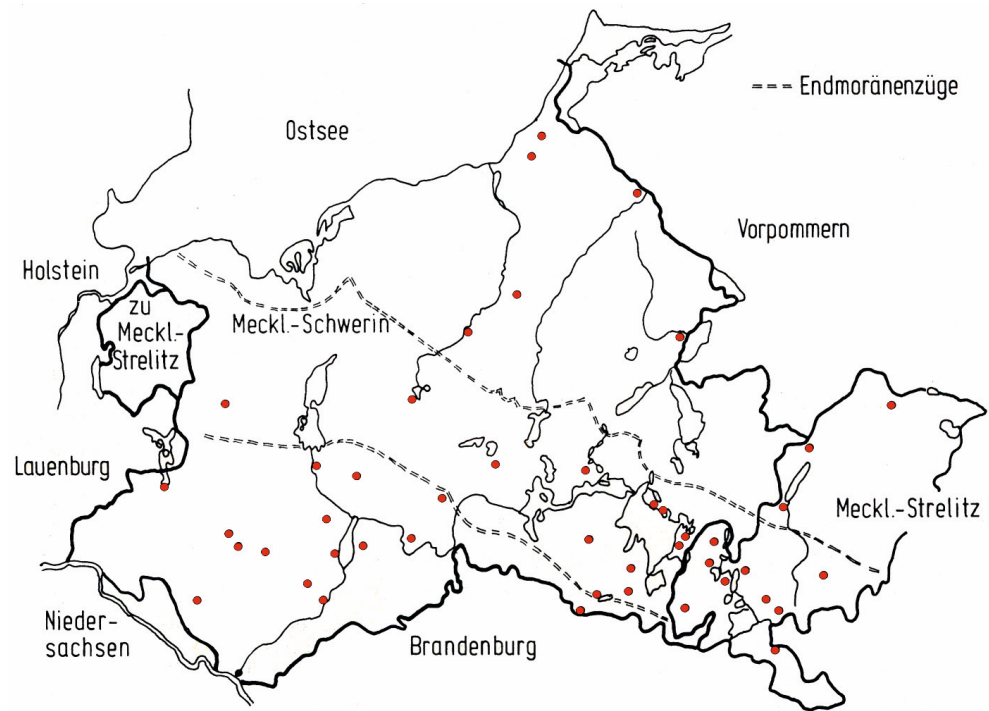 === Endmoränenzüge
Ostsee
Vorpommern
Holstein
zu
Meckl.-
Strelitz
Meckl.-Schwerin
Lauenburg
Meckl.-Strelitz
Nieder-
sachsen
Brandenburg